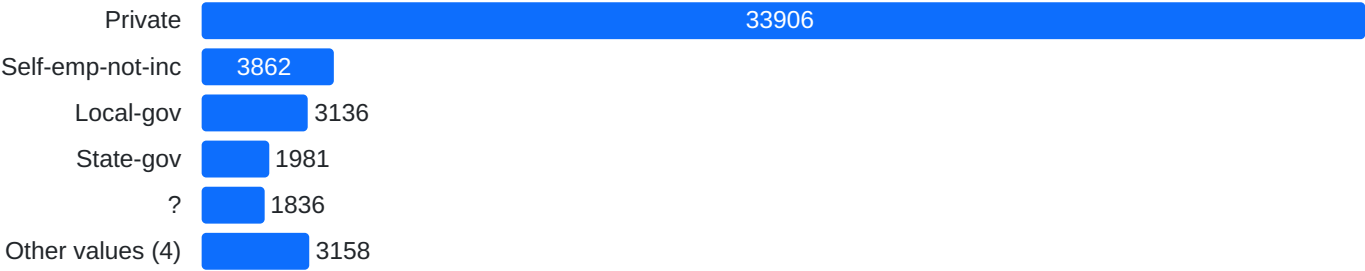 Private 33906
Self-emp-not-inc 3862
Local-gov 3136
State-gov 1981
? 1836
Other values (4) 3158